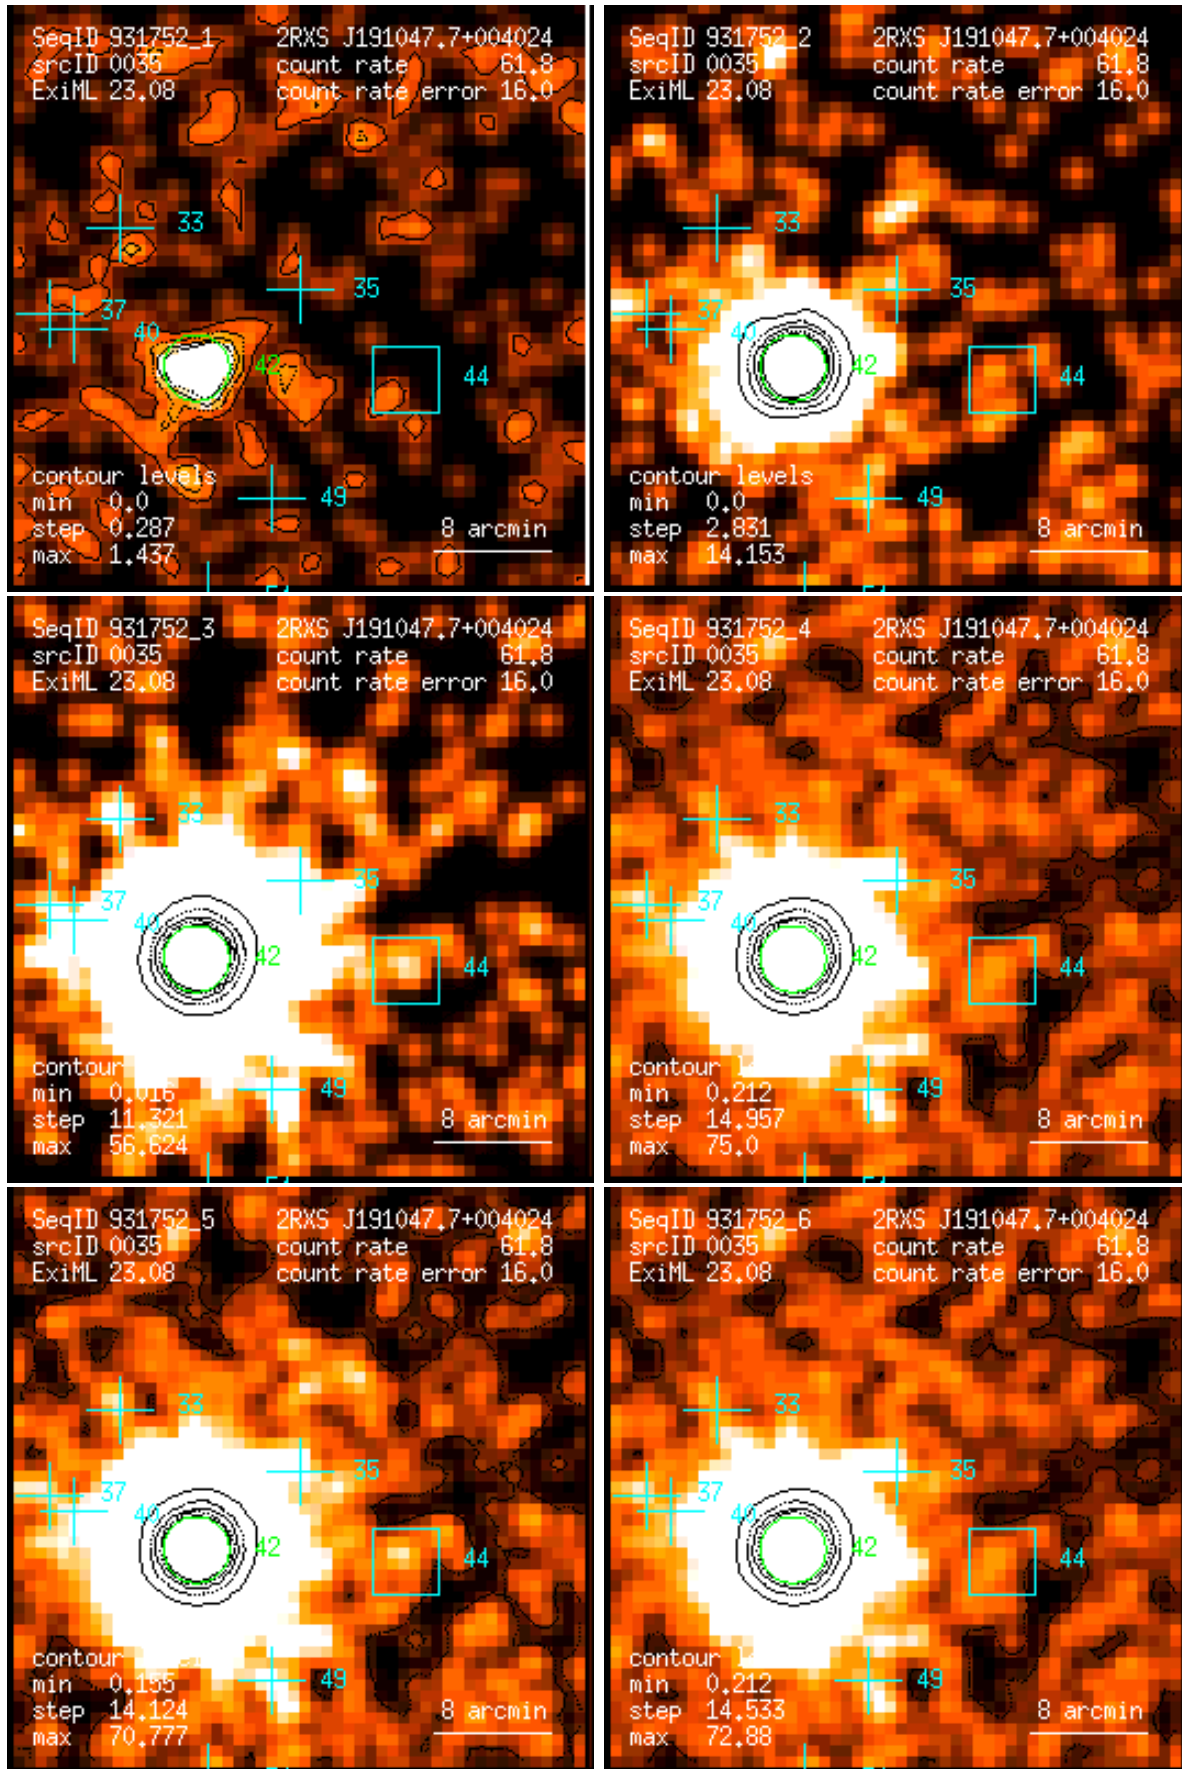 SeqID 931752_1 2RXS J191047.7+004024
srcID 0035 count rate 61.8
ExiML 23.08 count rate error 16.0
33
35
37
40
42
44
contour levels
min 0.0
49
step 0.287
8 arcmin
max 1.437
SeqID 931752_2 2RXS J191047.7+004024
srcID 0035 count rate 61.8
ExiML 23.08 count rate error 16.0
33
35
37
40
42
44
contour levels
min 0.0
49
step 2.831
8 arcmin
max 14.153
SeqID 931752_3 2RXS J191047.7+004024
srcID 0035 count rate 61.8
ExiML 23.08 count rate error 16.0
33
35
37
40
42
44
contour
min 0.016
49
step 11.321
8 arcmin
max 56.624
SeqID 931752_4 2RXS J191047.7+004024
srcID 0035 count rate 61.8
ExiML 23.08 count rate error 16.0
33
35
37
40
42
44
contour
min 0.212
49
step 14.957
8 arcmin
max 75.0
SeqID 931752_5 2RXS J191047.7+004024
srcID 0035 count rate 61.8
ExiML 23.08 count rate error 16.0
33
35
37
40
42
44
contour
min 0.155
49
step 14.124
8 arcmin
max 70.777
SeqID 931752_6 2RXS J191047.7+004024
srcID 0035 count rate 61.8
ExiML 23.08 count rate error 16.0
33
35
37
40
42
44
contour
min 0.212
49
step 14.533
8 arcmin
max 72.88